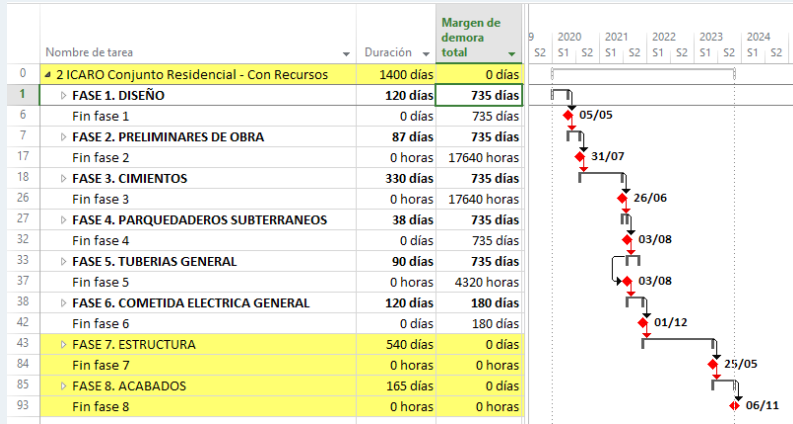 Nombre de tarea Duración Margen de demora total 9 2020 2021 2022 2023 2024
S2 S1 S2 S1 S2 S1 S2 S1 S2 S1 S2
0 2 ICARO Conjunto Residencial - Con Recursos 1400 días 0 días
1 FASE 1. DISEÑO 120 días 735 días
6 Fin fase 1 0 días 735 días 05/05
7 FASE 2. PRELIMINARES DE OBRA 87 días 735 días
17 Fin fase 2 0 horas 17640 horas 31/07
18 FASE 3. CIMIENTOS 330 días 735 días
26 Fin fase 3 0 horas 17640 horas 26/06
27 FASE 4. PARQUEDADEROS SUBTERRANEOS 38 días 735 días
32 Fin fase 4 0 días 735 días 03/08
33 FASE 5. TUBERIAS GENERAL 90 días 735 días
37 Fin fase 5 0 horas 4320 horas 03/08
38 FASE 6. COMETIDA ELECTRICA GENERAL 120 días 180 días
42 Fin fase 6 0 días 180 días 01/12
43 FASE 7. ESTRUCTURA 540 días 0 días
84 Fin fase 7 0 horas 0 horas 25/05
85 FASE 8. ACABADOS 165 días 0 días
93 Fin fase 8 0 horas 0 horas 06/11